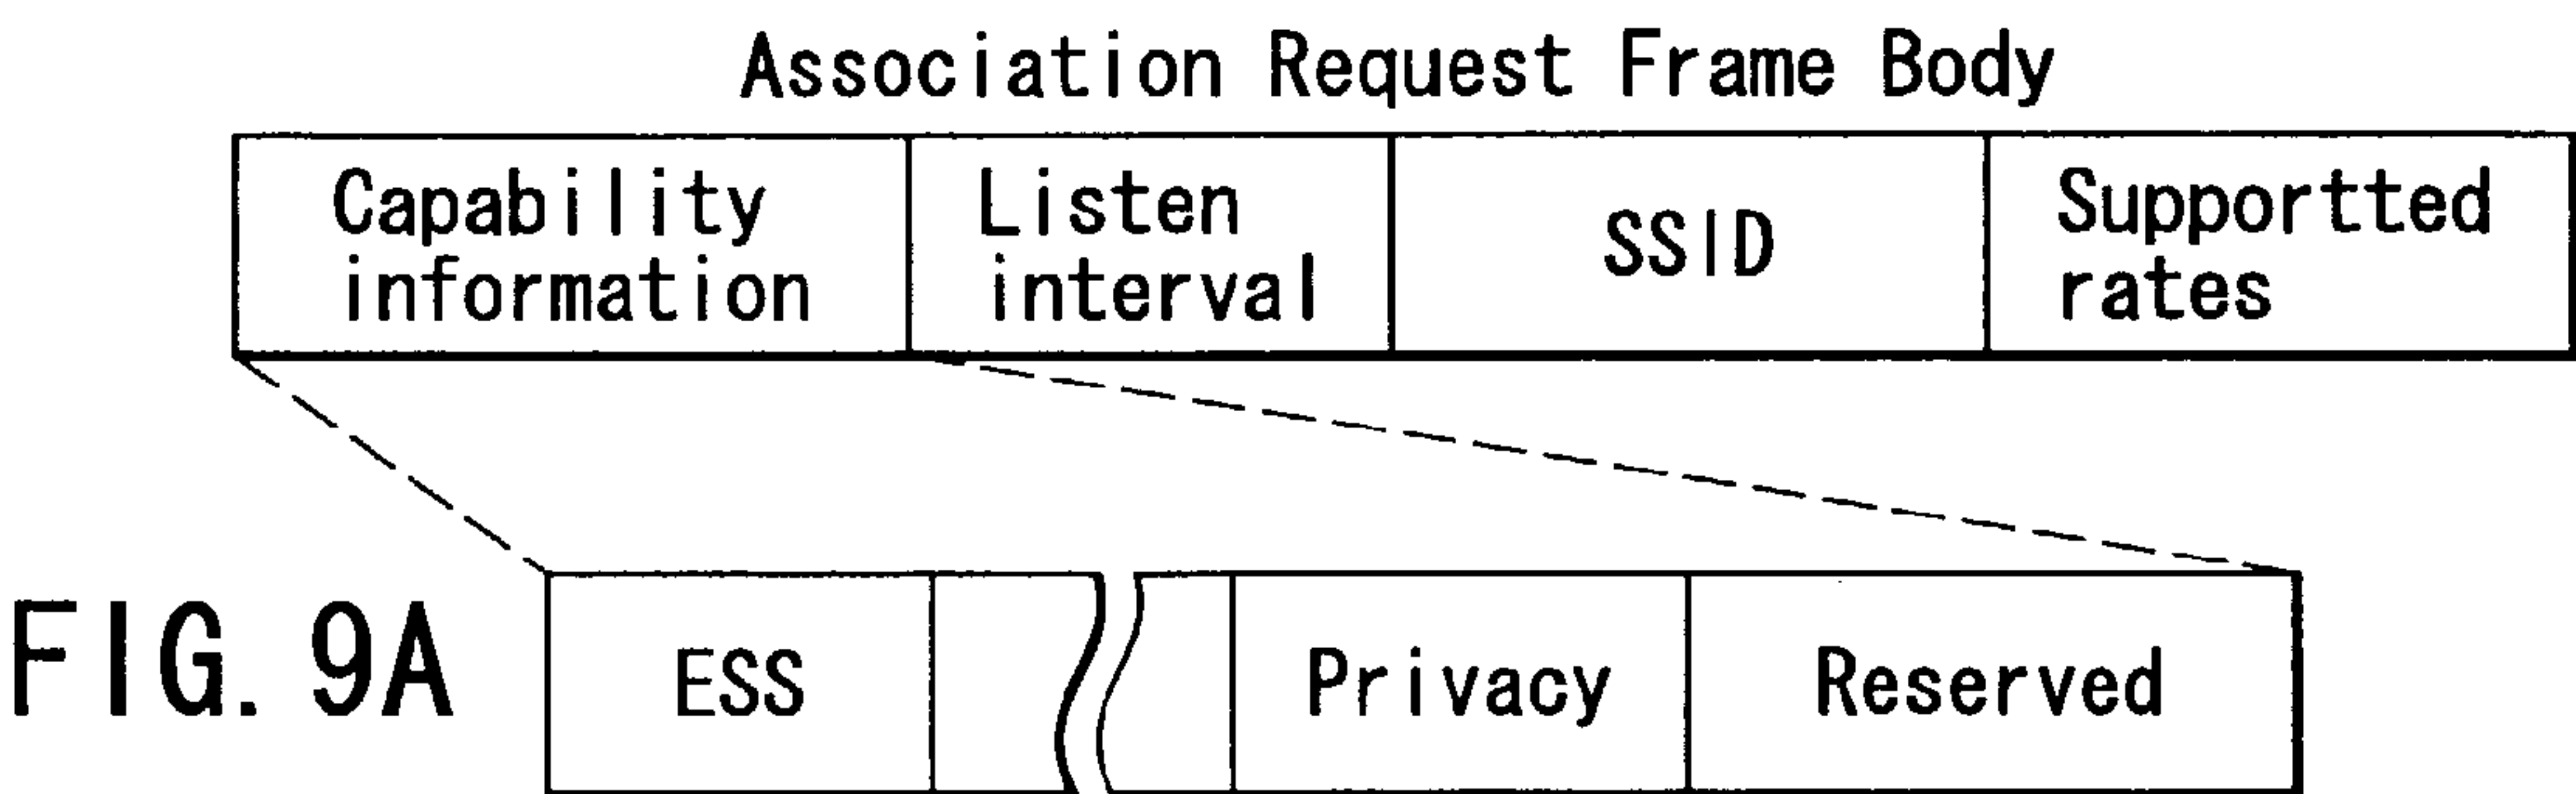 Association Request Frame Body
Capability information
Listen interval
SSID
Supportted rates
FIG. 9A
ESS
Privacy
Reserved